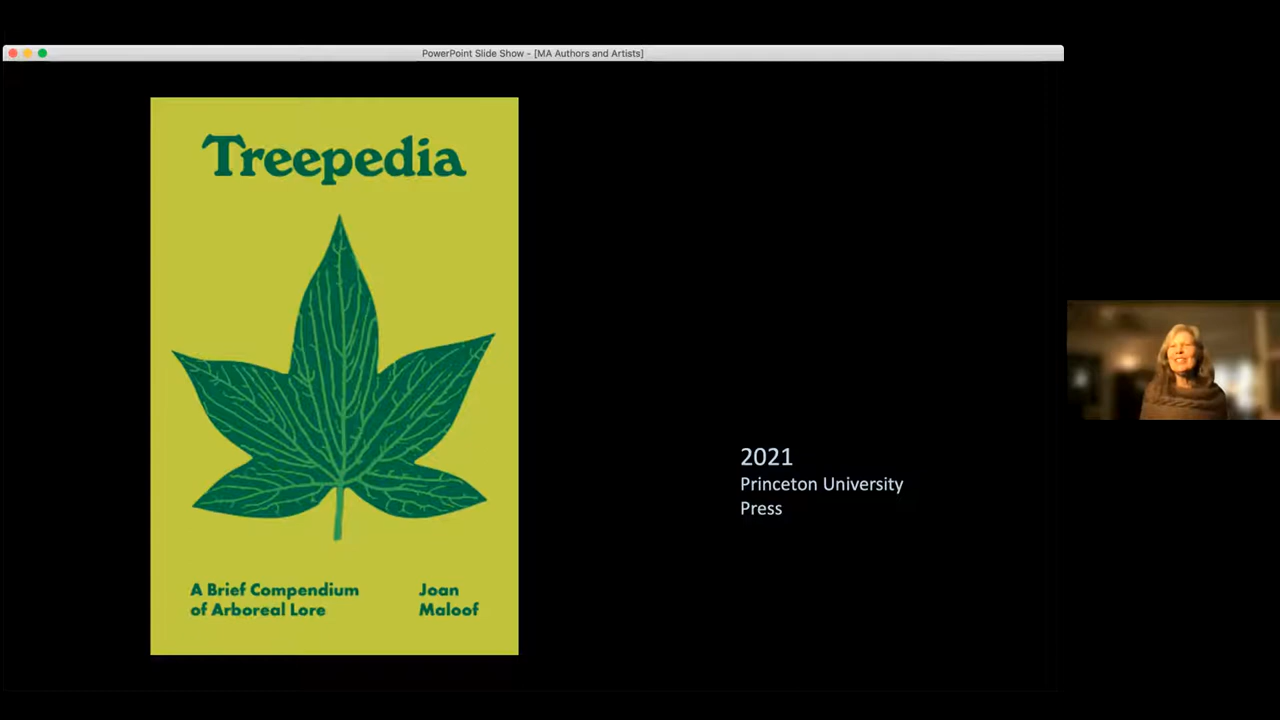 PowerPoint Slide Show - [MA Authors and Artists]
Treepedia
A Brief Compendium
of Arboreal Lore
Joan
Maloof
2021
Princeton University
Press